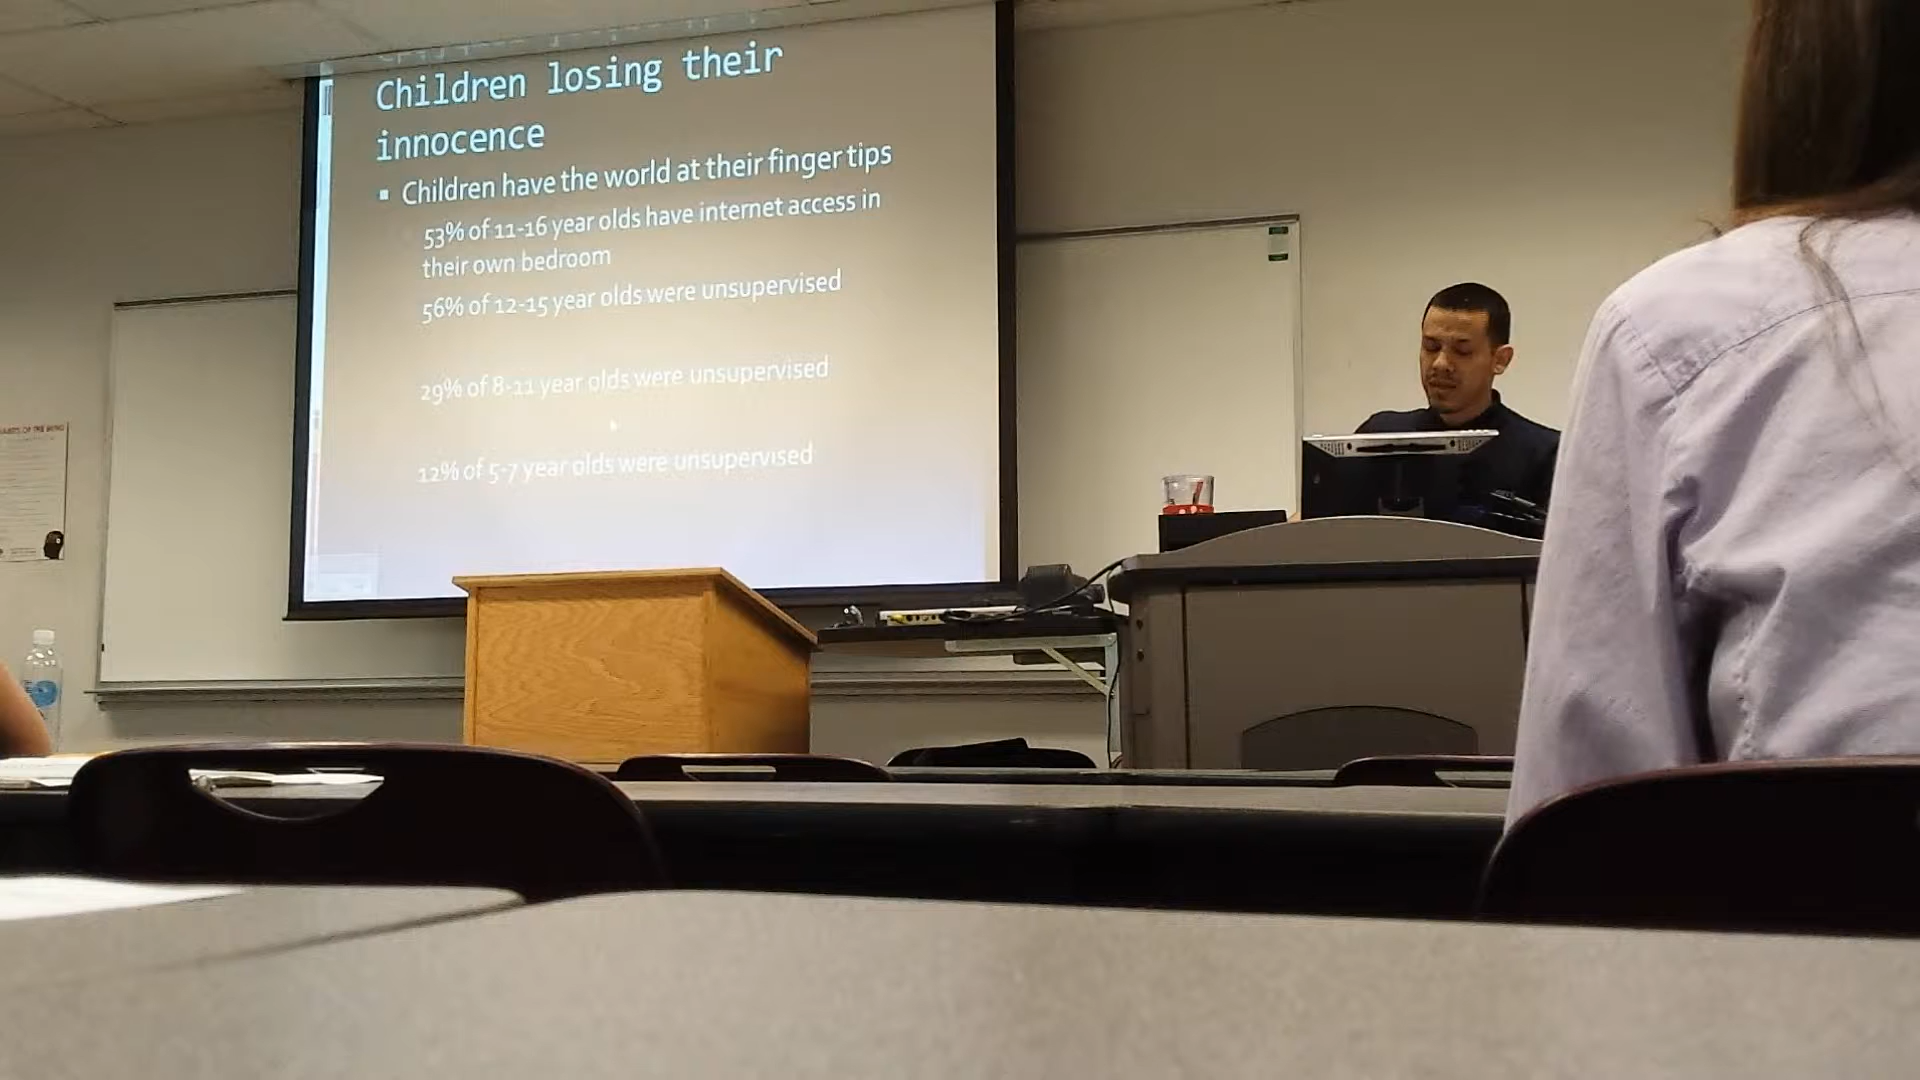 Children losing their
innocence
▪ Children have the world at their finger tips
53% of 11-16 year olds have internet access in
their own bedroom
56% of 12-15 year olds were unsupervised
29% of 8-11 year olds were unsupervised
12% of 5-7 year olds were unsupervised